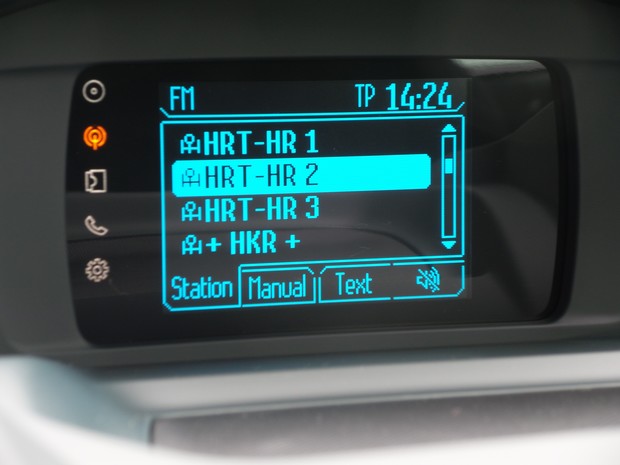 FM TP 14:24
HRT-HR 1
HRT-HR 2
HRT-HR 3
+ HKR +
Station Manual Text